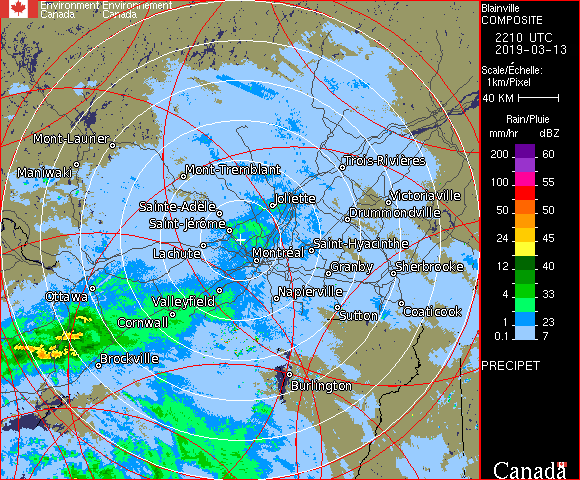 Environment Environnement
Canada Canada
Blainville
COMPOSITE
2210 UTC
2019-03-13
Scale/Échelle:
1km/Pixel
40 KM
Rain/Pluie
mm/hr dBZ
200 60
100 55
50 50
24 45
12 40
4 33
1 23
0.1 7
PRECIPET
Canada
Mont-Laurier
Maniwaki
Mont-Tremblant
Trois-Rivières
Sainte-Adèle
Joliette
Victoriaville
Drummondville
Saint-Jérôme
Lachute
Montréal
Saint-Hyacinthe
Granby
Sherbrooke
Ottawa
Valleyfield
Napierville
Cornwall
Sutton
Coaticook
Brockville
Burlington